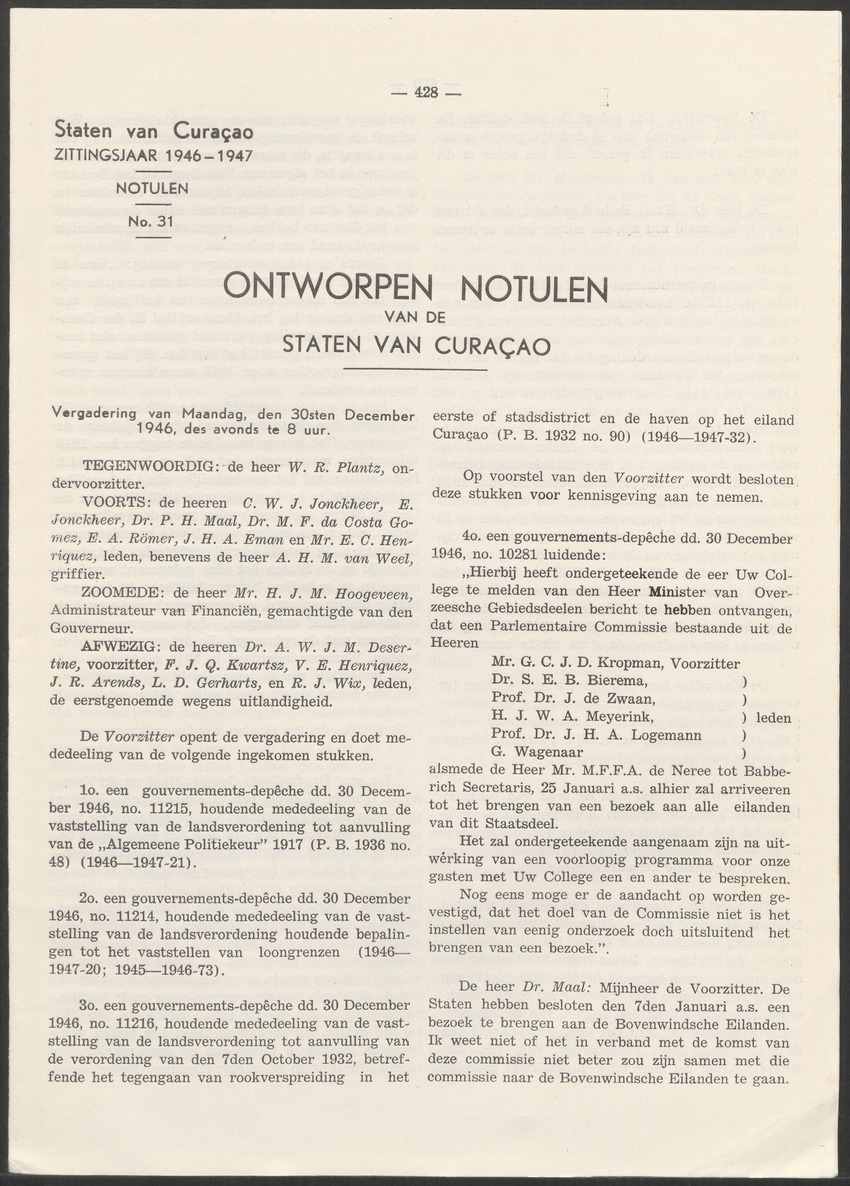 — 428 —
Staten van Curaçao
ZITTINGSJAAR 1946–1947
NOTULEN
No. 31
ONTWORPEN NOTULEN
VAN DE
STATEN VAN CURAÇAO
Vergadering van Maandag, den 30sten December
1946, des avonds te 8 uur.
TEGENWOORDIG: de heer W. R. Plantz, on-
dervoorzitter.
VOORTS: de heeren C. W. J. Jonckheer, E.
Jonckheer, Dr. P. H. Maal, Dr. M. F. da Costa Go-
mez, E. A. Römer, J. H. A. Eman en Mr. E. C. Hen-
riquez, leden, benevens de heer A. H. M. van Weel,
griffier.
ZOOMEDE: de heer Mr. H. J. M. Hoogeveen,
Administrateur van Financiën, gemachtigde van den
Gouverneur.
AFWEZIG: de heeren Dr. A. W. J. M. Deser-
tine, voorzitter, F. J. Q. Kwartsz, V. E. Henriquez,
J. R. Arends, L. D. Gerharts, en R. J. Wix, leden,
de eerstgenoemde wegens uitlandigheid.
De Voorzitter opent de vergadering en doet me-
dedeeling van de volgende ingekomen stukken.
1o. een gouvernements-depêche dd. 30 Decem-
ber 1946, no. 11215, houdende mededeeling van de
vaststelling van de landsverordening tot aanvulling
van de „Algemeene Politiekeur" 1917 (P. B. 1936 no.
48) (1946—1947-21).
2o. een gouvernements-depêche dd. 30 December
1946, no. 11214, houdende mededeeling van de vast-
stelling van de landsverordening houdende bepalin-
gen tot het vaststellen van loongrenzen (1946—
1947-20; 1945—1946-73).
3o. een gouvernements-depêche dd. 30 December
1946, no. 11216, houdende mededeeling van de vast-
stelling van de landsverordening tot aanvulling van
de verordening van den 7den October 1932, betref-
fende het tegengaan van rookverspreiding in het
eerste of stadsdistrict en de haven op het eiland
Curaçao (P. B. 1932 no. 90) (1946—1947-32).
Op voorstel van den Voorzitter wordt besloten
deze stukken voor kennisgeving aan te nemen.
4o. een gouvernements-depêche dd. 30 December
1946, no. 10281 luidende:
„Hierbij heeft ondergeteekende de eer Uw Col-
lege te melden van den Heer Minister van Over-
zeesche Gebiedsdeelen bericht te hebben ontvangen,
dat een Parlementaire Commissie bestaande uit de
Heeren
Mr. G. C. J. D. Kropman, Voorzitter
Dr. S. E. B. Bierema, )
Prof. Dr. J. de Zwaan, )
H. J. W. A. Meyerink, ) leden
Prof. Dr. J. H. A. Logemann )
G. Wagenaar )
alsmede de Heer Mr. M.F.F.A. de Neree tot Babbe-
rich Secretaris, 25 Januari a.s. alhier zal arriveeren
tot het brengen van een bezoek aan alle eilanden
van dit Staatsdeel.
Het zal ondergeteekende aangenaam zijn na uit-
wérking van een voorloopig programma voor onze
gasten met Uw College een en ander te bespreken.
Nog eens moge er de aandacht op worden ge-
vestigd, dat het doel van de Commissie niet is het
instellen van eenig onderzoek doch uitsluitend het
brengen van een bezoek.".
De heer Dr. Maal: Mijnheer de Voorzitter. De
Staten hebben besloten den 7den Januari a.s. een
bezoek te brengen aan de Bovenwindsche Eilanden.
Ik weet niet of het in verband met de komst van
deze commissie niet beter zou zijn samen met die
commissie naar de Bovenwindsche Eilanden te gaan.